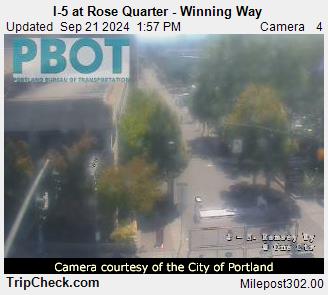 I-5 at Rose Quarter - Winning Way
Updated Sep 21 2024 1:57 PM Camera 4
PBOT
PORTLAND BUREAU OF TRANSPORTATION
Camera courtesy of the City of Portland
TripCheck.com Milepost302.00